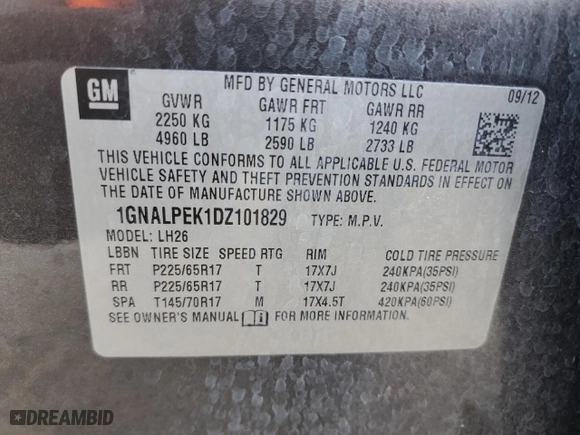 GM
MFD BY GENERAL MOTORS LLC
09/12
GVWR GAWR FRT GAWR RR
2250 KG 1175 KG 1240 KG
4960 LB 2590 LB 2733 LB
THIS VEHICLE CONFORMS TO ALL APPLICABLE U.S. FEDERAL MOTOR
VEHICLE SAFETY AND THEFT PREVENTION STANDARDS IN EFFECT ON
THE DATE OF MANUFACTURE SHOWN ABOVE.
1GNALPEK1DZ101829 TYPE: M.P.V.
MODEL: LH26
LBBN TIRE SIZE SPEED RTG RIM COLD TIRE PRESSURE
FRT P225/65R17 T 17X7J 240KPA(35PSI)
RR P225/65R17 T 17X7J 240KPA(35PSI)
SPA T145/70R17 M 17X4.5T 420KPA(60PSI)
SEE OWNER'S MANUAL i FOR MORE INFORMATION.
DREAMBID